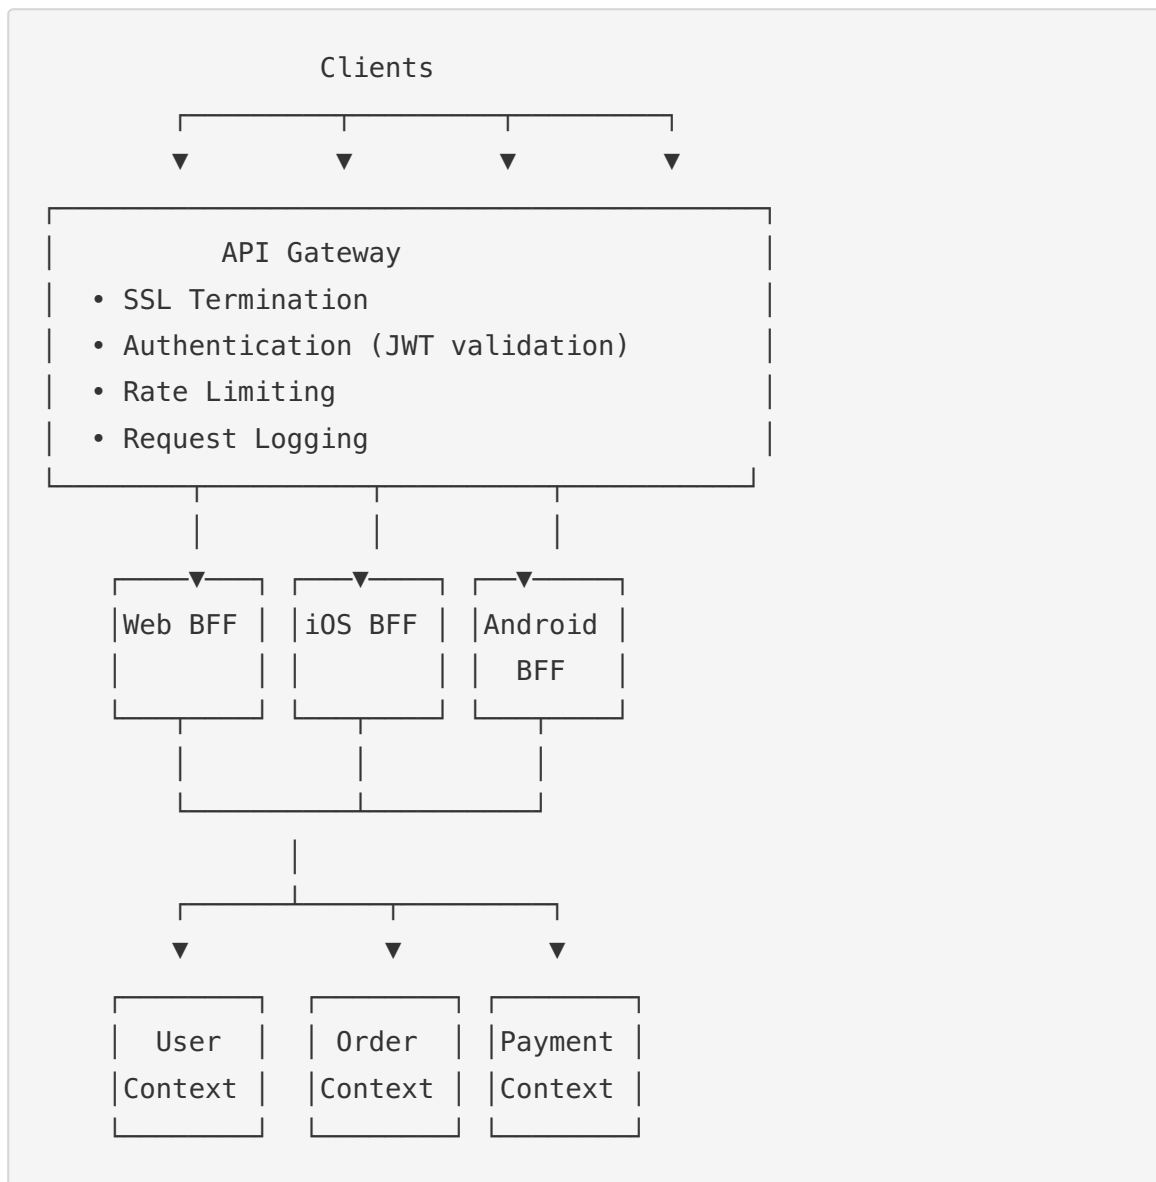 Clients
API Gateway
• SSL Termination
• Authentication (JWT validation)
• Rate Limiting
• Request Logging
Web BFF iOS BFF Android
BFF
User Order Payment
Context Context Context